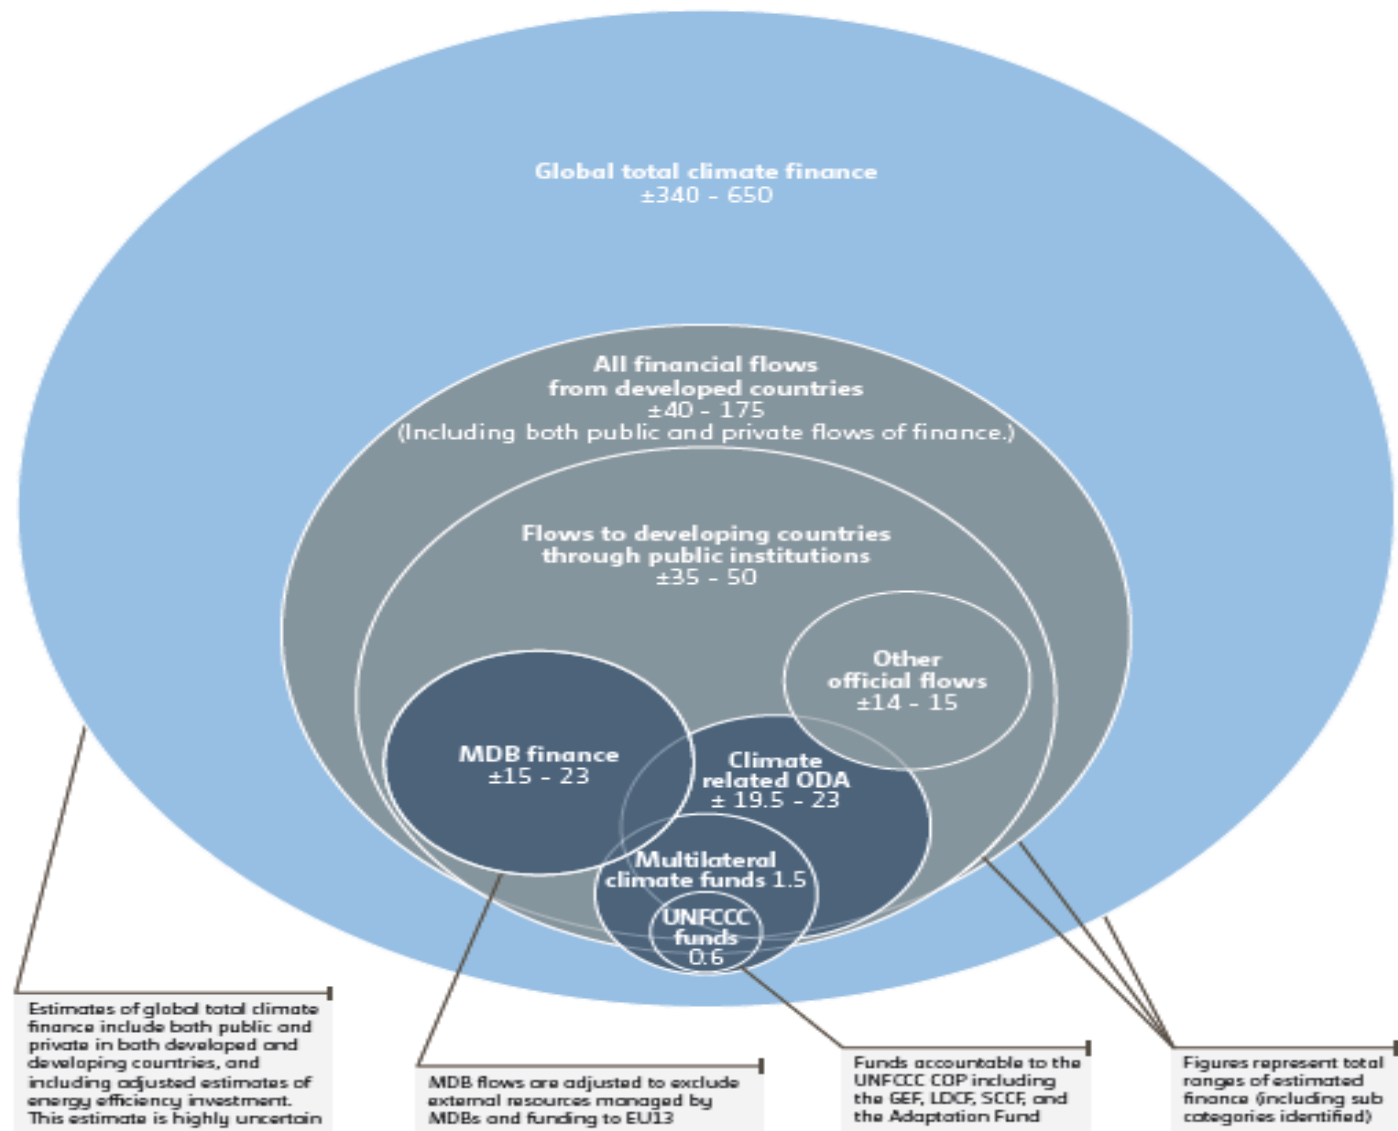 Global total climate finance
±340 - 650
All financial flows
from developed countries
±40 - 175
(Including both public and private flows of finance.)
Flows to developing countries
through public institutions
±35 - 50
Other
official flows
±14 - 15
MDB finance
±15 - 23
Climate
related ODA
± 19.5 - 23
Multilateral
climate funds 1.5
UNFCCC
funds
0.6
Estimates of global total climate
finance include both public and
private in both developed and
developing countries, and
including adjusted estimates of
energy efficiency investment.
This estimate is highly uncertain
MDB flows are adjusted to exclude
external resources managed by
MDBs and funding to EU13
Funds accountable to the
UNFCCC COP including
the GEF, LDCF, SCCF, and
the Adaptation Fund
Figures represent total
ranges of estimated
finance (including sub
categories identified)